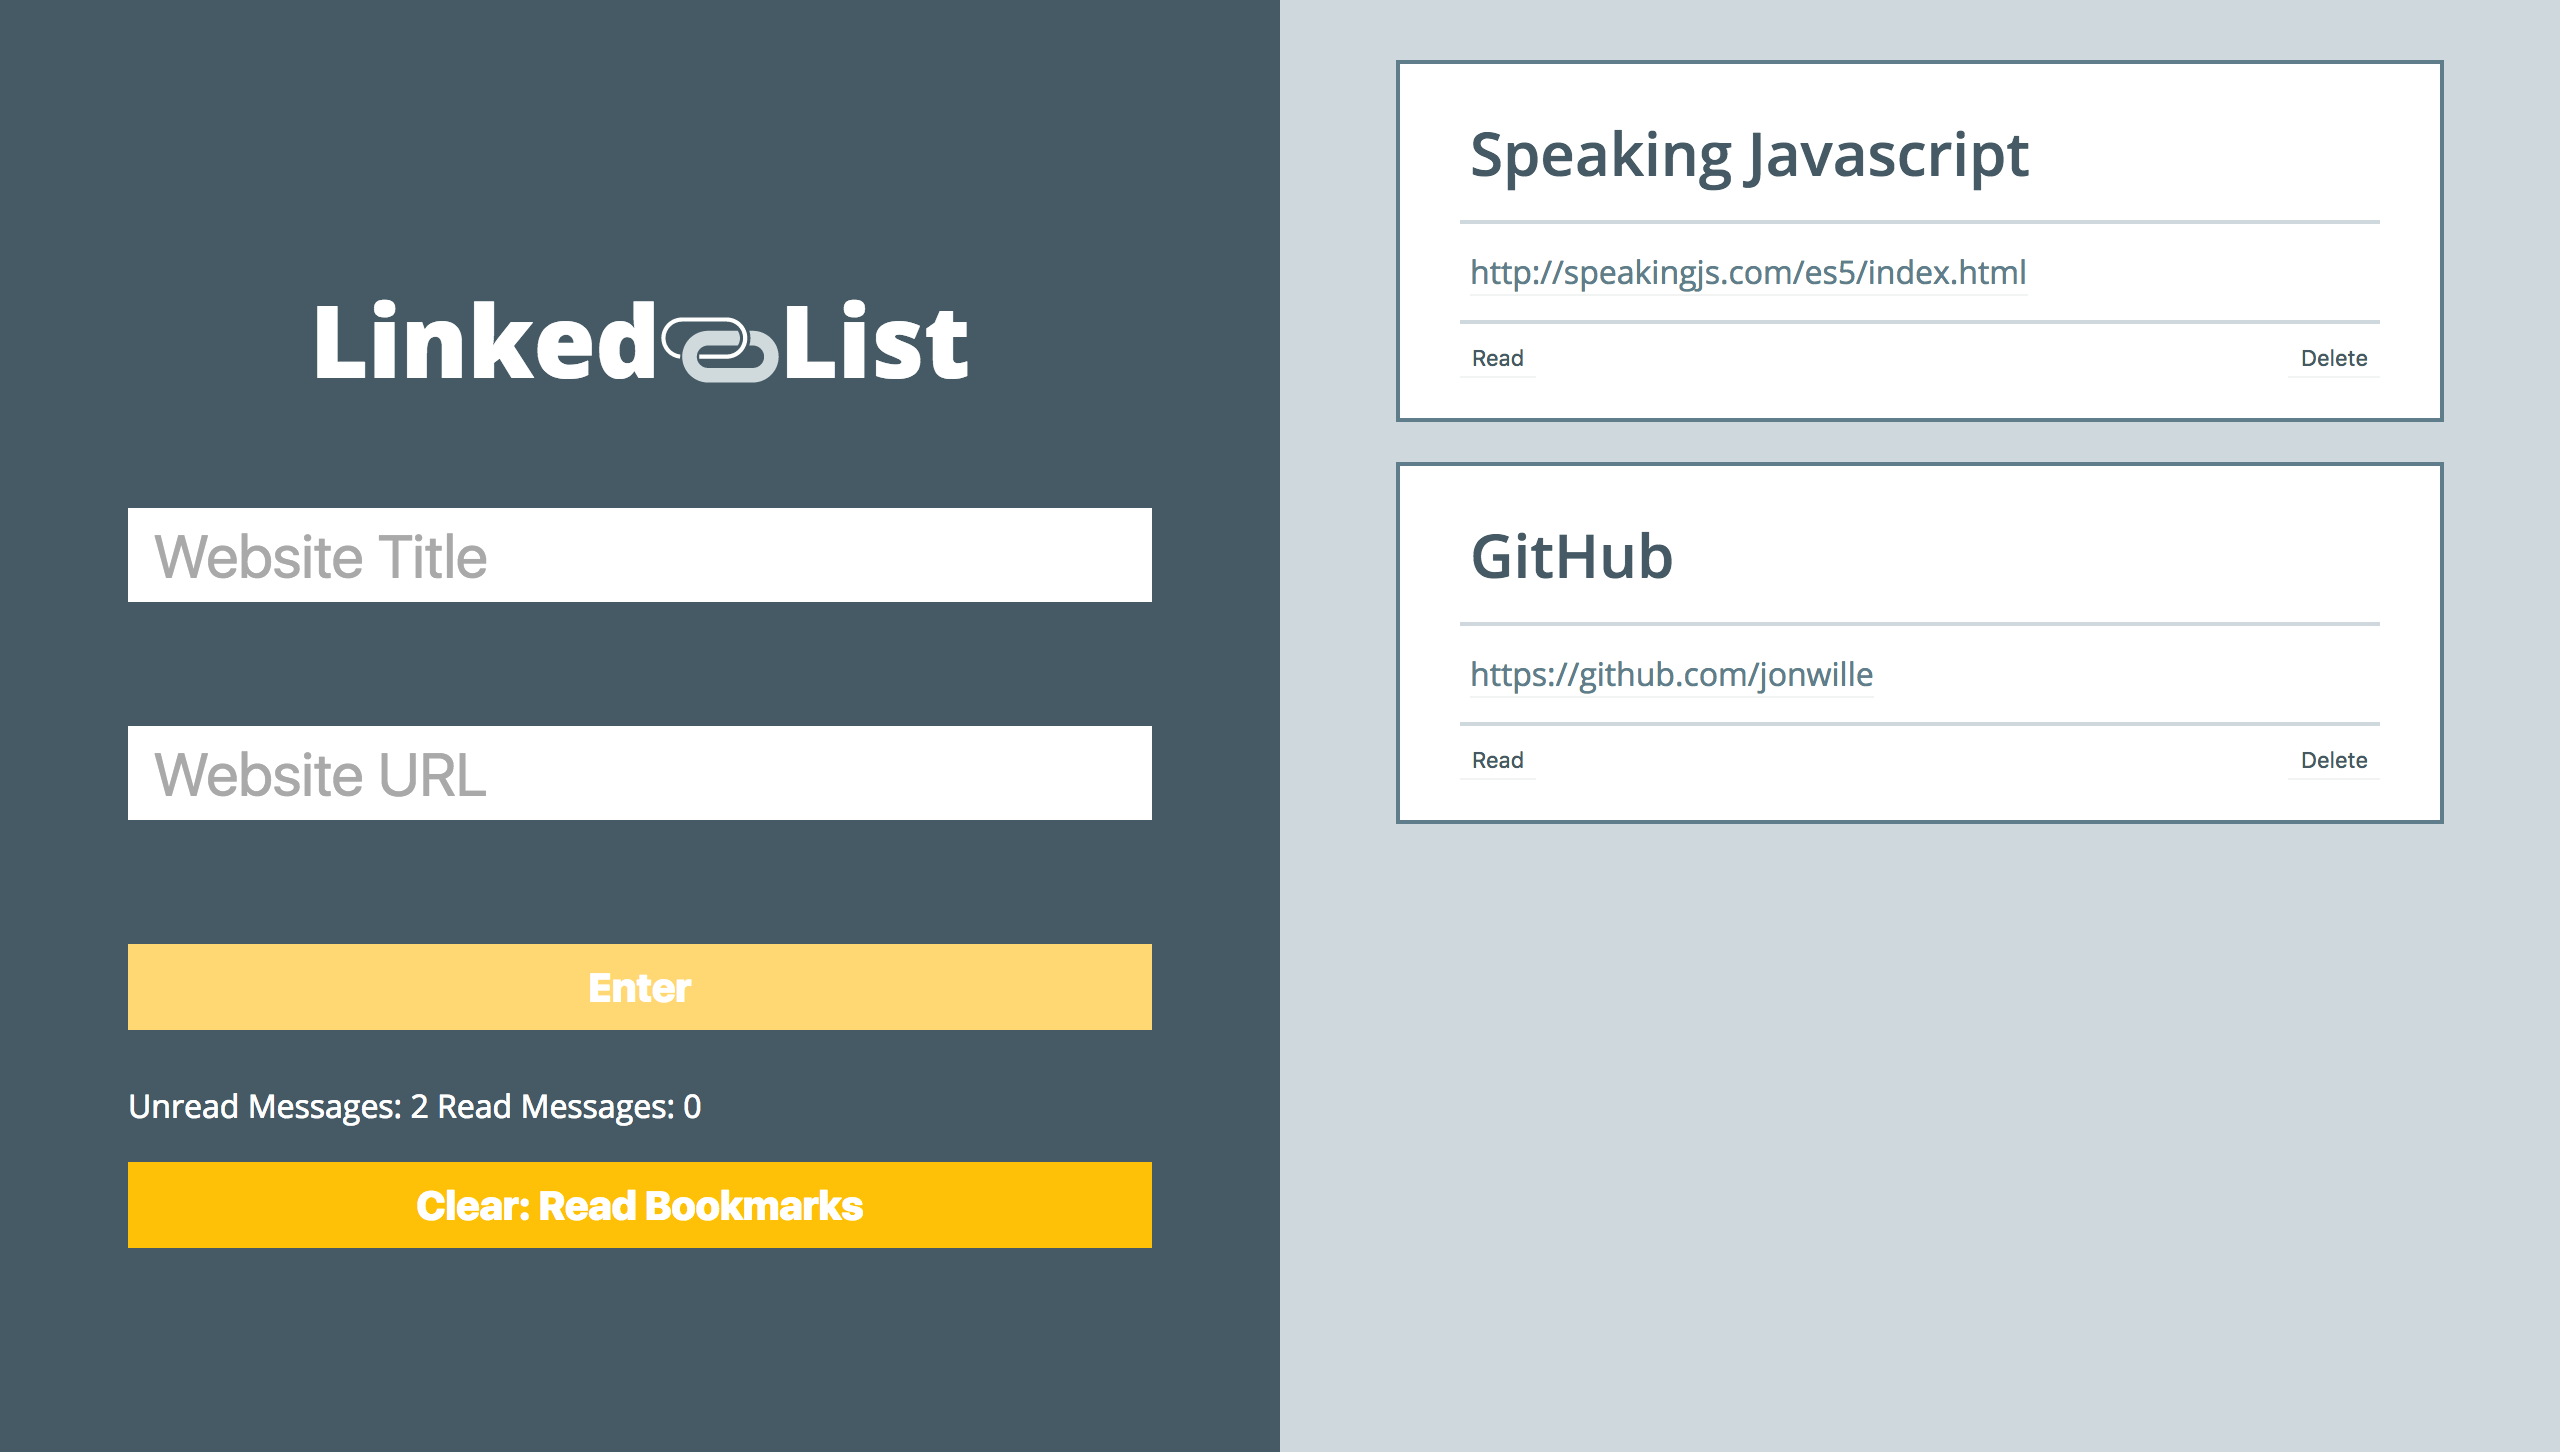 Linked List
Website Title
Website URL
Enter
Unread Messages: 2 Read Messages: 0
Clear: Read Bookmarks
Speaking Javascript
http://speakingjs.com/es5/index.html
Read Delete
GitHub
https://github.com/jonwille
Read Delete